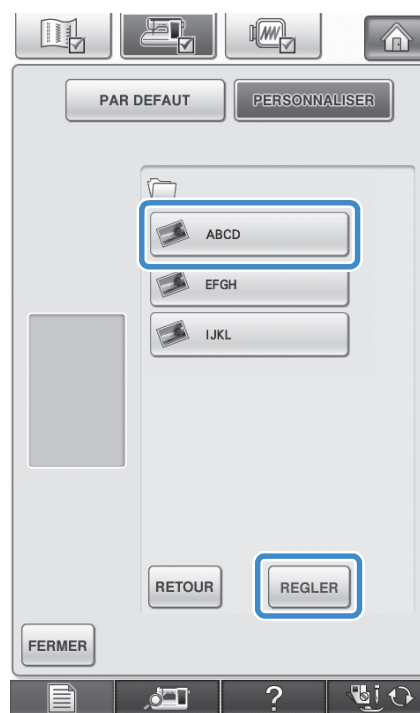 PAR DEFAUT PERSONNALISER
ABCD
EFGH
IJKL
RETOUR REGLER
FERMER
?